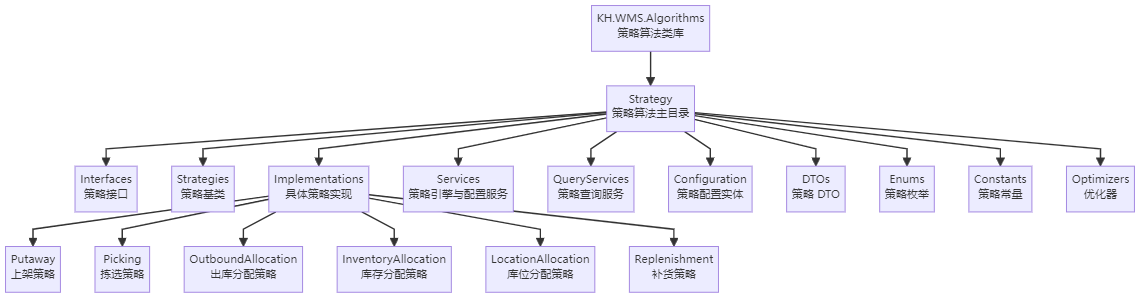 KH.WMS.Algorithms
策略算法类库
Strategy
策略算法主目录
Interfaces
策略接口
Strategies
策略基类
Implementations
具体策略实现
Services
策略引擎与配置服务
QueryServices
策略查询服务
Configuration
策略配置实体
DTOs
策略 DTO
Enums
策略枚举
Constants
策略常量
Optimizers
优化器
Putaway
上架策略
Picking
拣选策略
OutboundAllocation
出库分配策略
InventoryAllocation
库存分配策略
LocationAllocation
库位分配策略
Replenishment
补货策略